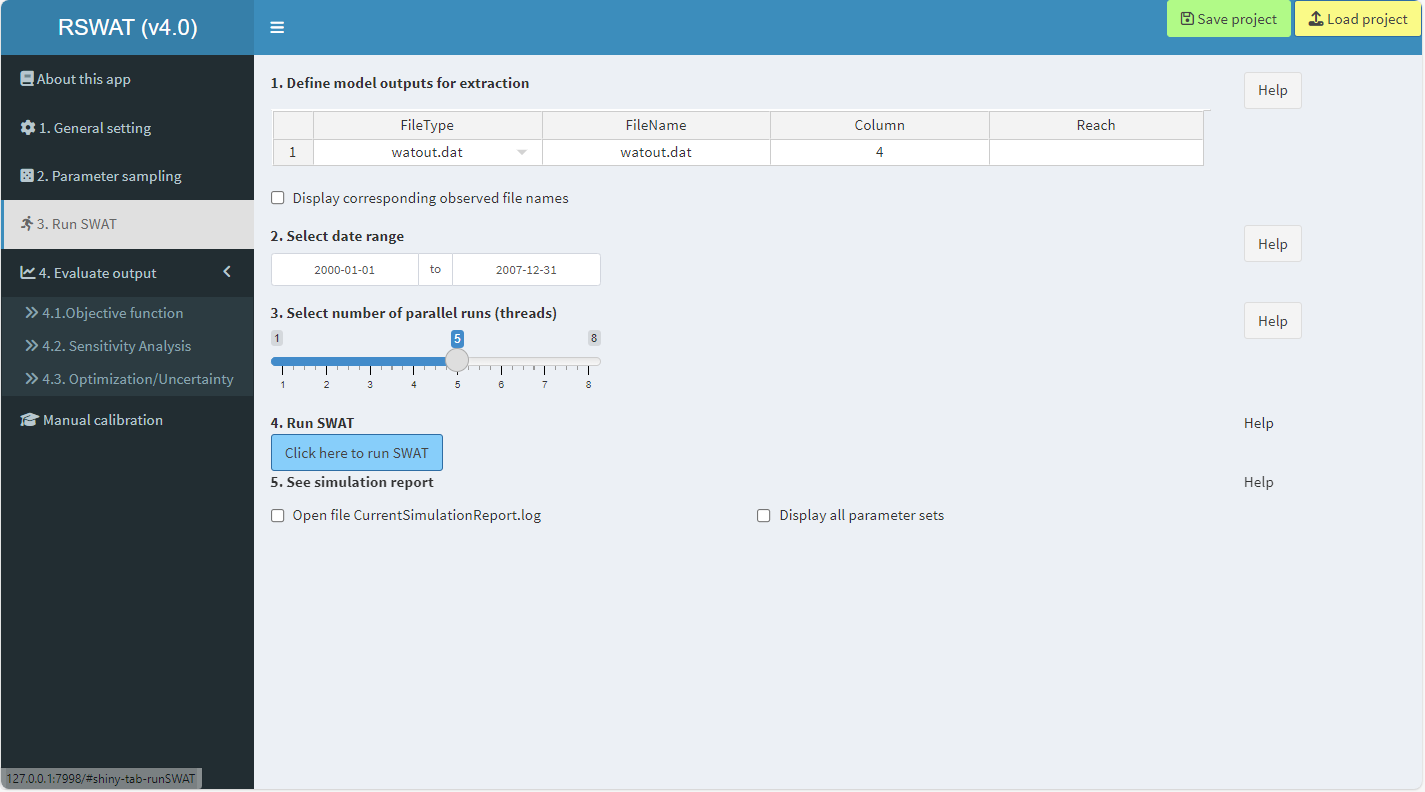 RSWAT (v4.0)
Save project
Load project
About this app
1. General setting
2. Parameter sampling
3. Run SWAT
4. Evaluate output
4.1.Objective function
4.2. Sensitivity Analysis
4.3. Optimization/Uncertainty
Manual calibration
1. Define model outputs for extraction
Help
FileType FileName Column Reach
1 watout.dat watout.dat 4
Display corresponding observed file names
2. Select date range
Help
2000-01-01 to 2007-12-31
3. Select number of parallel runs (threads)
Help
1 5 8
1 2 3 4 5 6 7 8
4. Run SWAT
Help
Click here to run SWAT
5. See simulation report
Help
Open file CurrentSimulationReport.log
Display all parameter sets
127.0.0.1:7998/#shiny-tab-runSWAT